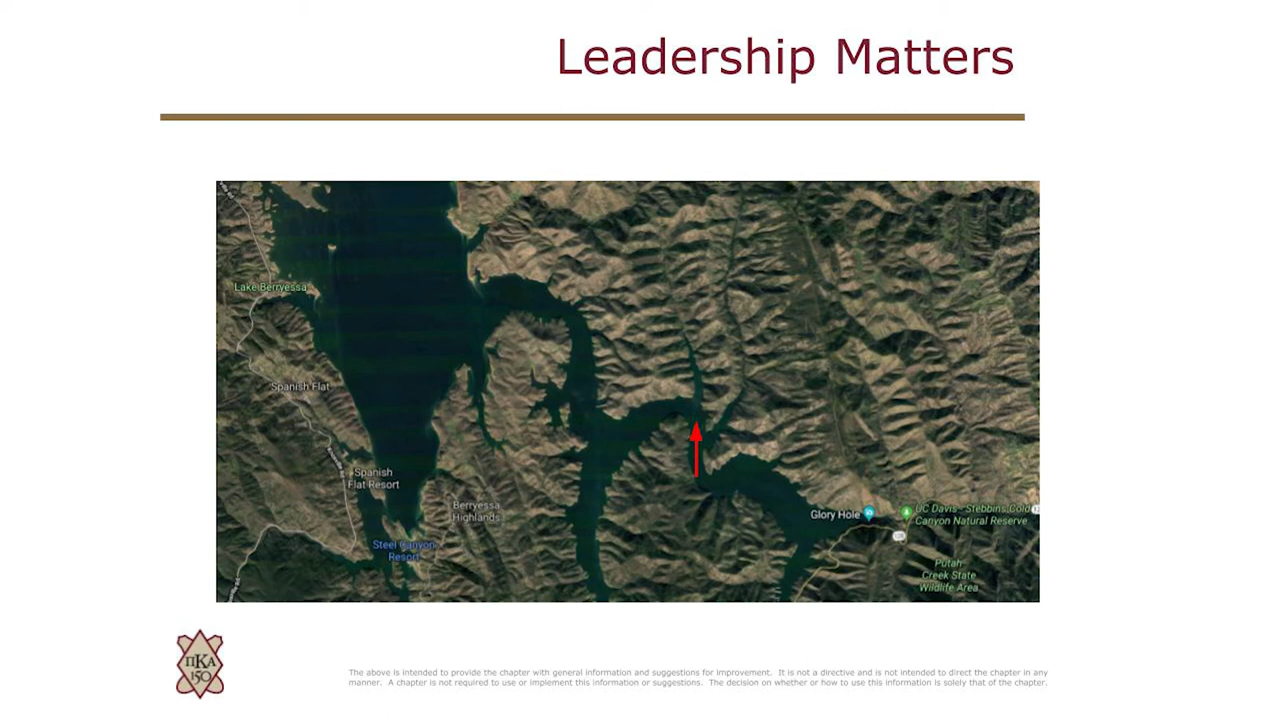 Leadership Matters
Lake Berryessa
Spanish Flat
Spanish
Flat Resort
Berryessa
Highlands
Steel Canyon
Resort
Glory Hole
UC Davis - Stebbins Cold
Canyon Natural Reserve
Putah
Creek State
Wildlife Area
ΠΚΑ
150
The above is intended to provide the chapter with general information and suggestions for improvement. It is not a directive and is not intended to direct the chapter in any
manner. A chapter is not required to use or implement this information or suggestions. The decision on whether or how to use this information is solely that of the chapter.